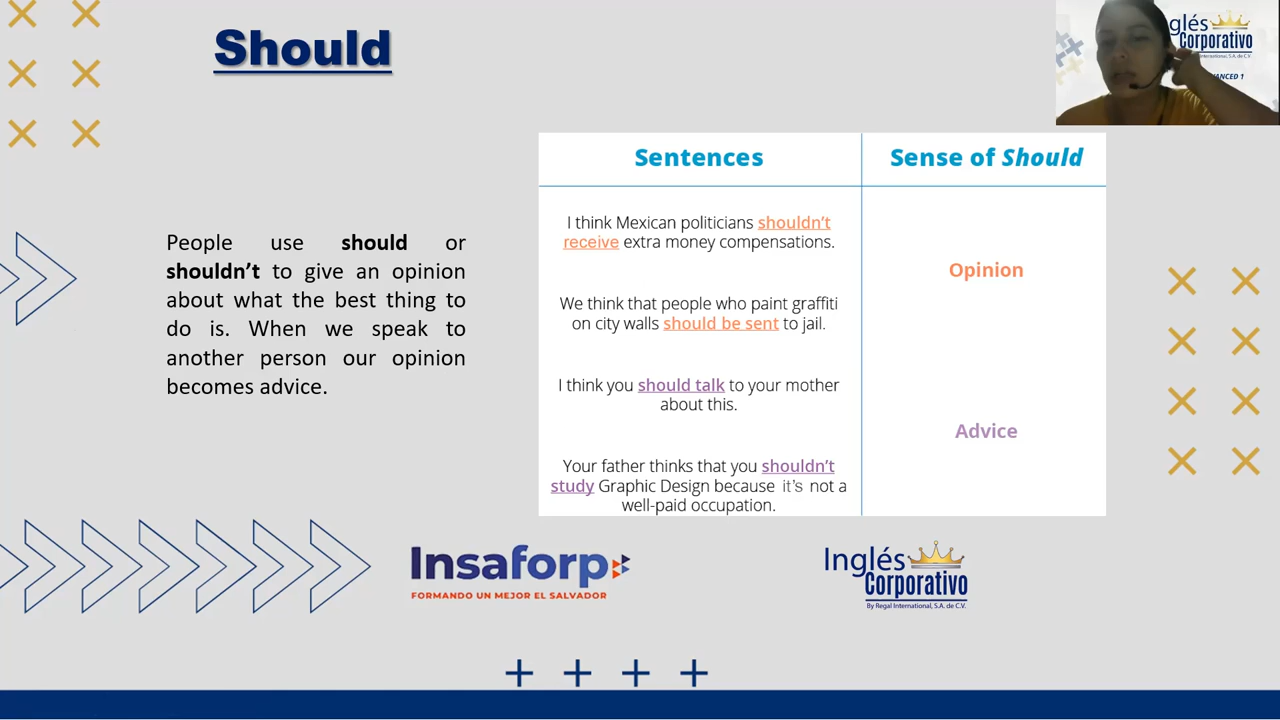 Should
glés
Corporativo
ANCED 1
People use should or
shouldn't to give an opinion
about what the best thing to
do is. When we speak to
another person our opinion
becomes advice.
Sentences
Sense of Should
I think Mexican politicians shouldn't
receive extra money compensations.
Opinion
We think that people who paint graffiti
on city walls should be sent to jail.
I think you should talk to your mother
about this.
Advice
Your father thinks that you shouldn't
study Graphic Design because it's not a
well-paid occupation.
Insaforp
FORMANDO UN MEJOR EL SALVADOR
Inglés
Corporativo
By Regal International, S.A. de C.V.